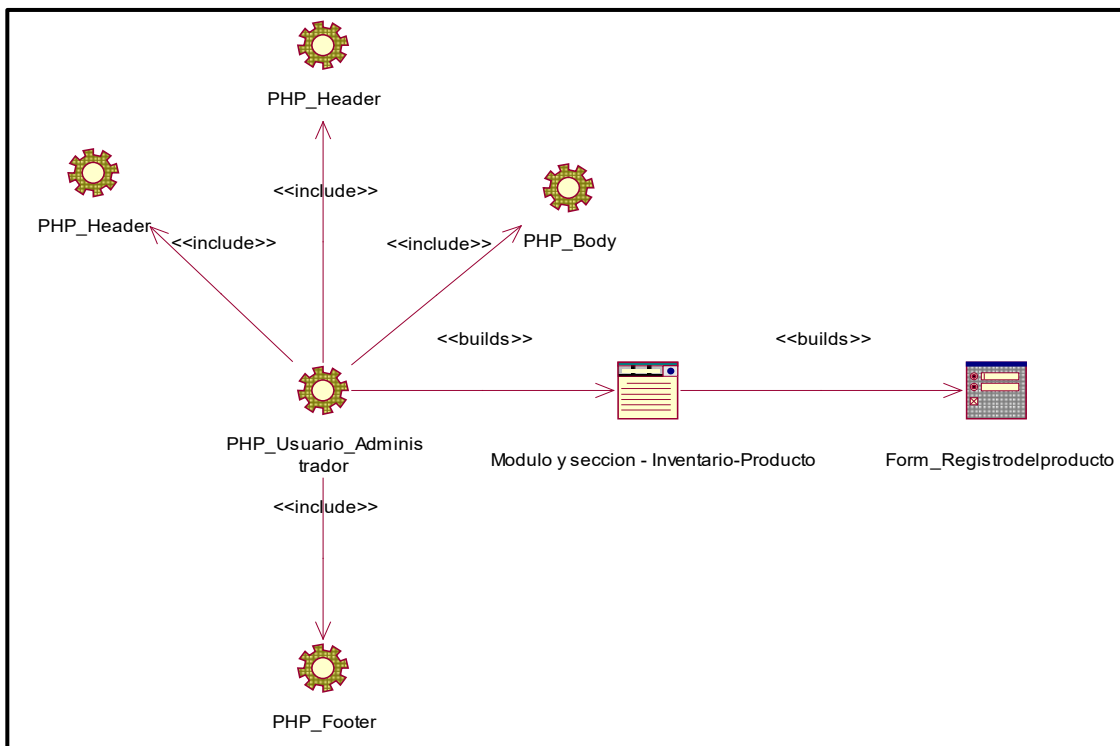 PHP_Header
<<include>>
PHP_Header
<<include>>
<<include>>
PHP_Body
<<builds>>
<<builds>>
PHP_Usuario_Adminis
trador
Modulo y seccion - Inventario-Producto
Form_Registrodelproducto
<<include>>
PHP_Footer